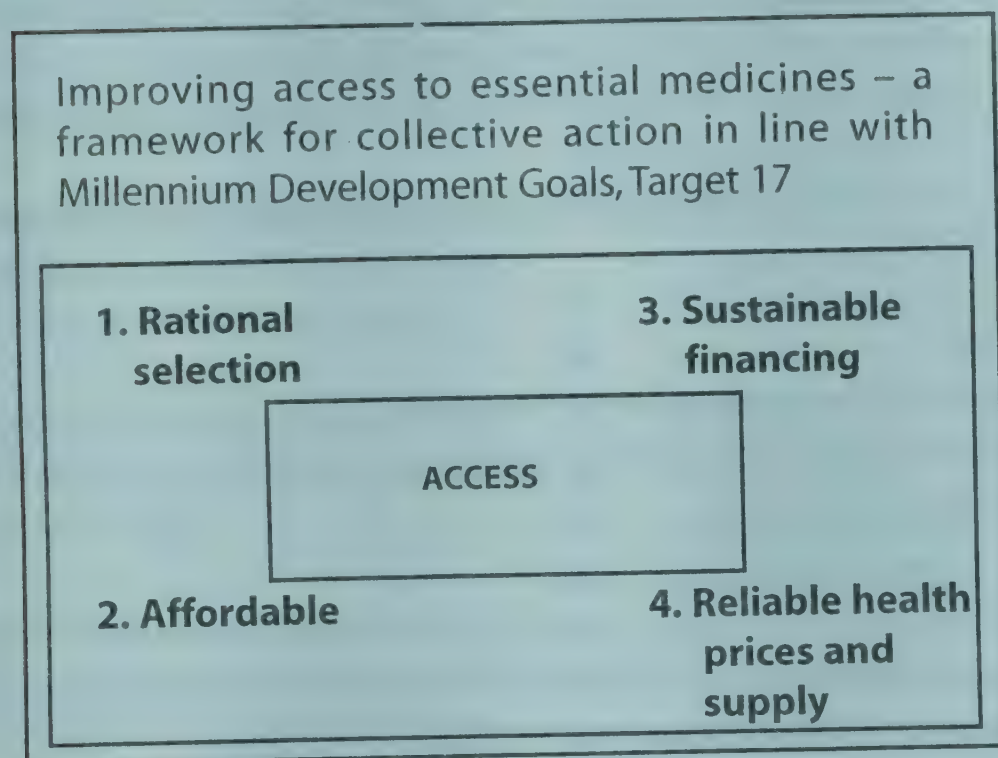 Improving access to essential medicines – a
framework for collective action in line with
Millennium Development Goals, Target 17
1. Rational
selection
3. Sustainable
financing
ACCESS
2. Affordable
4. Reliable health
prices and
supply